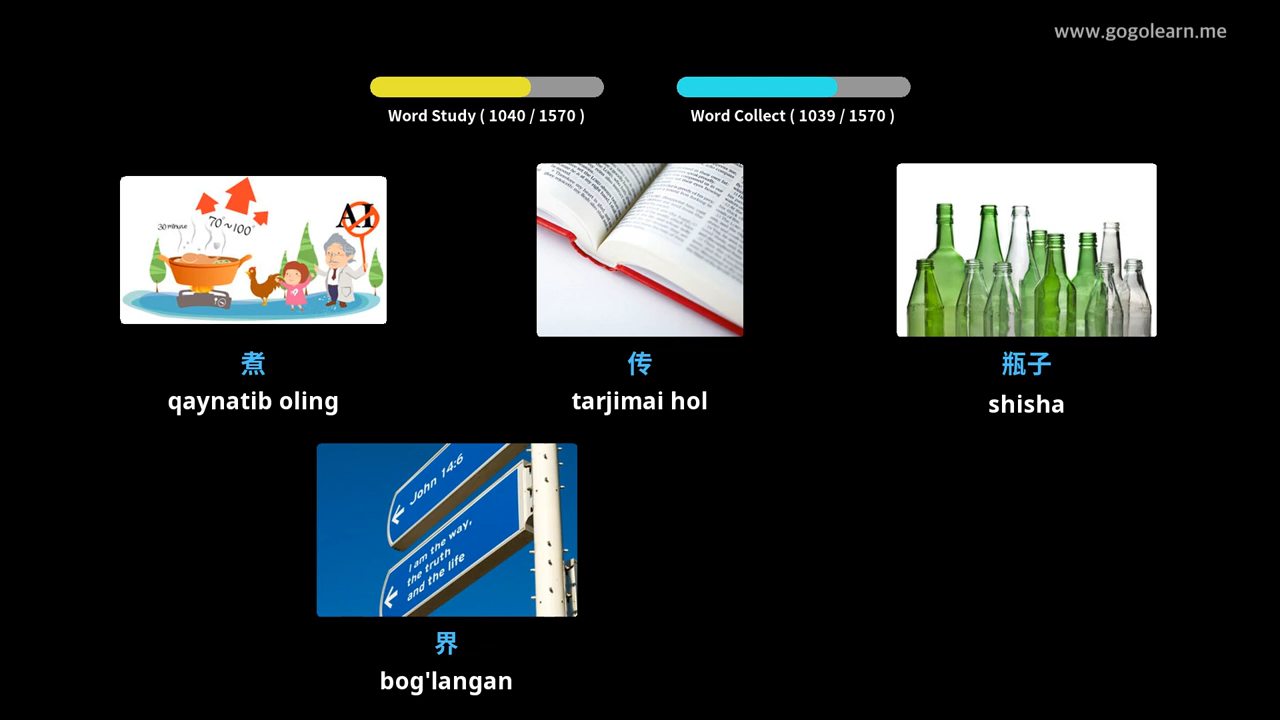 www.gogolearn.me
Word Study ( 1040 / 1570 )
Word Collect ( 1039 / 1570 )
30 minute
70°~100°
AI
煮
qaynatib oling
传
tarjimai hol
瓶子
shisha
John 14:6
I am the way,
the truth
and the life
界
bog'langan